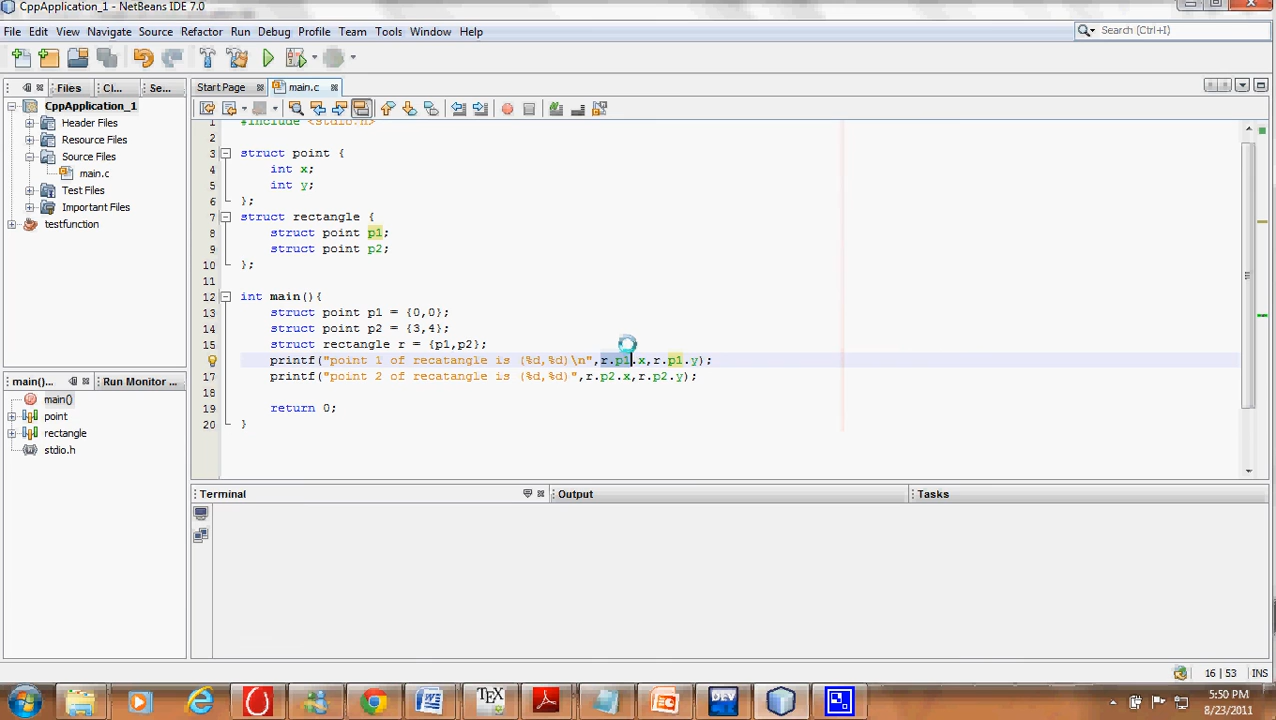 CppApplication_1 - NetBeans IDE 7.0
File Edit View Navigate Source Refactor Run Debug Profile Team Tools Window Help
Search (Ctrl+I)
Files Cl... Se...
Start Page main.c
CppApplication_1
Header Files
Resource Files
Source Files
main.c
Test Files
Important Files
testfunction
1 #include <stdio.h>
2
3 struct point {
4 int x;
5 int y;
6 };
7 struct rectangle {
8 struct point p1;
9 struct point p2;
10 };
11
12 int main(){
13 struct point p1 = {0,0};
14 struct point p2 = {3,4};
15 struct rectangle r = {p1,p2};
printf("point 1 of recatangle is (%d,%d)\n",r.p1.x,r.p1.y);
17 printf("point 2 of recatangle is (%d,%d)",r.p2.x,r.p2.y);
18
19 return 0;
20 }
main()... Run Monitor ...
main()
point
rectangle
stdio.h
Terminal Output Tasks
16 | 53
TEX
DEV
5:50 PM
8/23/2011